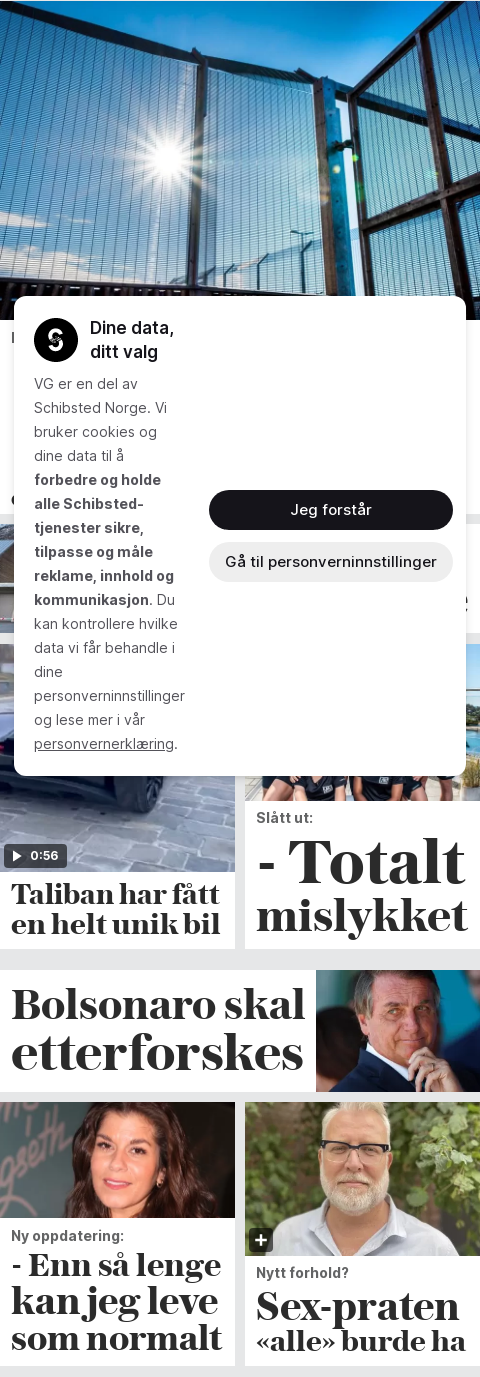 Dine data,
ditt valg
VG er en del av
Schibsted Norge. Vi
bruker cookies og
dine data til å
forbedre og holde
alle Schibsted-
tjenester sikre,
tilpasse og måle
reklame, innhold og
kommunikasjon. Du
kan kontrollere hvilke
data vi får behandle i
dine
personverninnstillinger
og lese mer i vår
personvernerklæring.
Jeg forstår
Gå til personverninnstillinger
0:56
Taliban har fått
en helt unik bil
Slått ut:
- Totalt
mislykket
Bolsonaro skal
etterforskes
Ny oppdatering:
- Enn så lenge
kan jeg leve
som normalt
Nytt forhold?
Sex-praten
«alle» burde ha